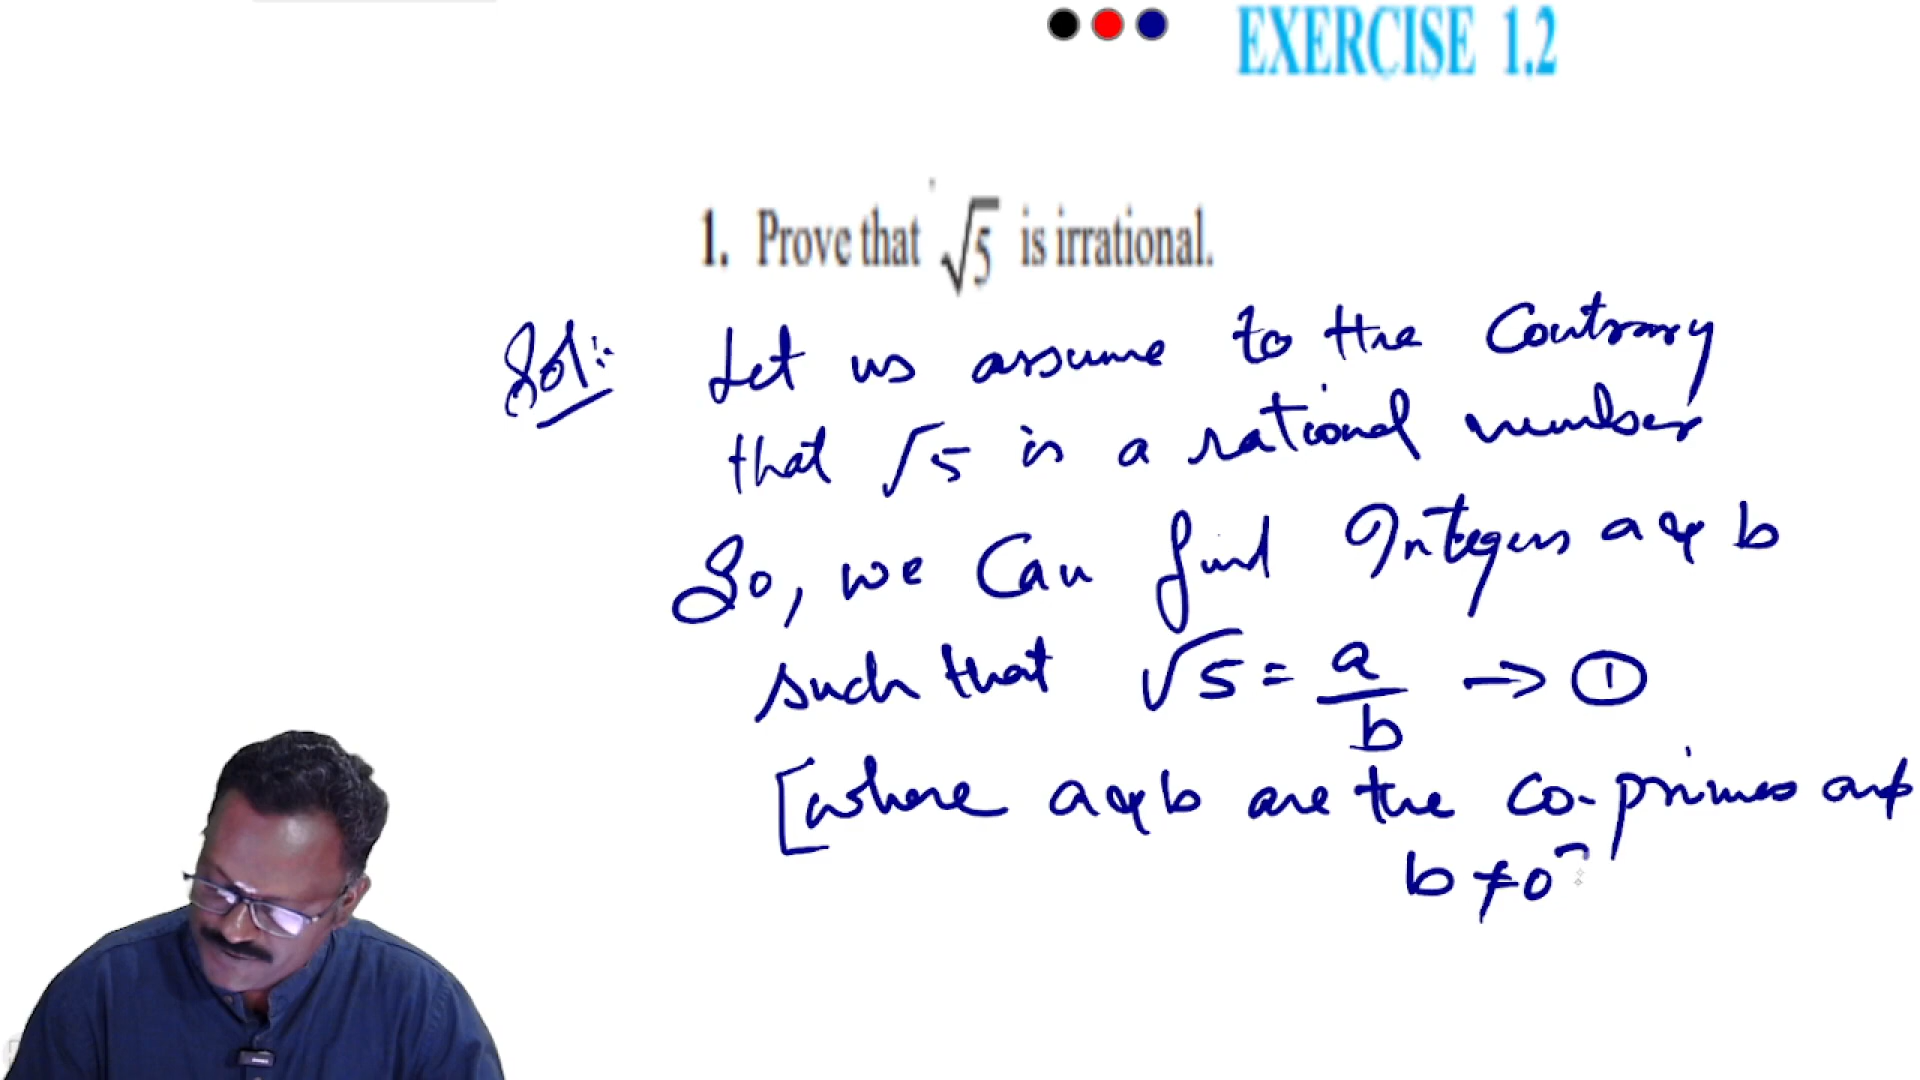 EXERCISE 1.2
1. Prove that √5 is irrational.
Sol:- Let us assume to the Contrary
that √5 is a rational number
So, we Can find Integers a & b
such that √5 = a/b → ①
[where a & b are the co-primes and
b ≠ 0]